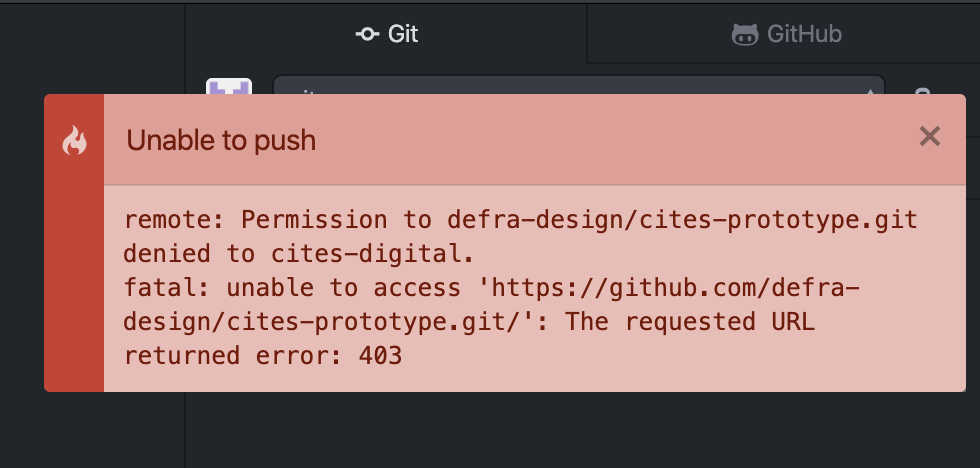 Git
GitHub
Unable to push
remote: Permission to defra-design/cites-prototype.git
denied to cites-digital.
fatal: unable to access 'https://github.com/defra-
design/cites-prototype.git/': The requested URL
returned error: 403